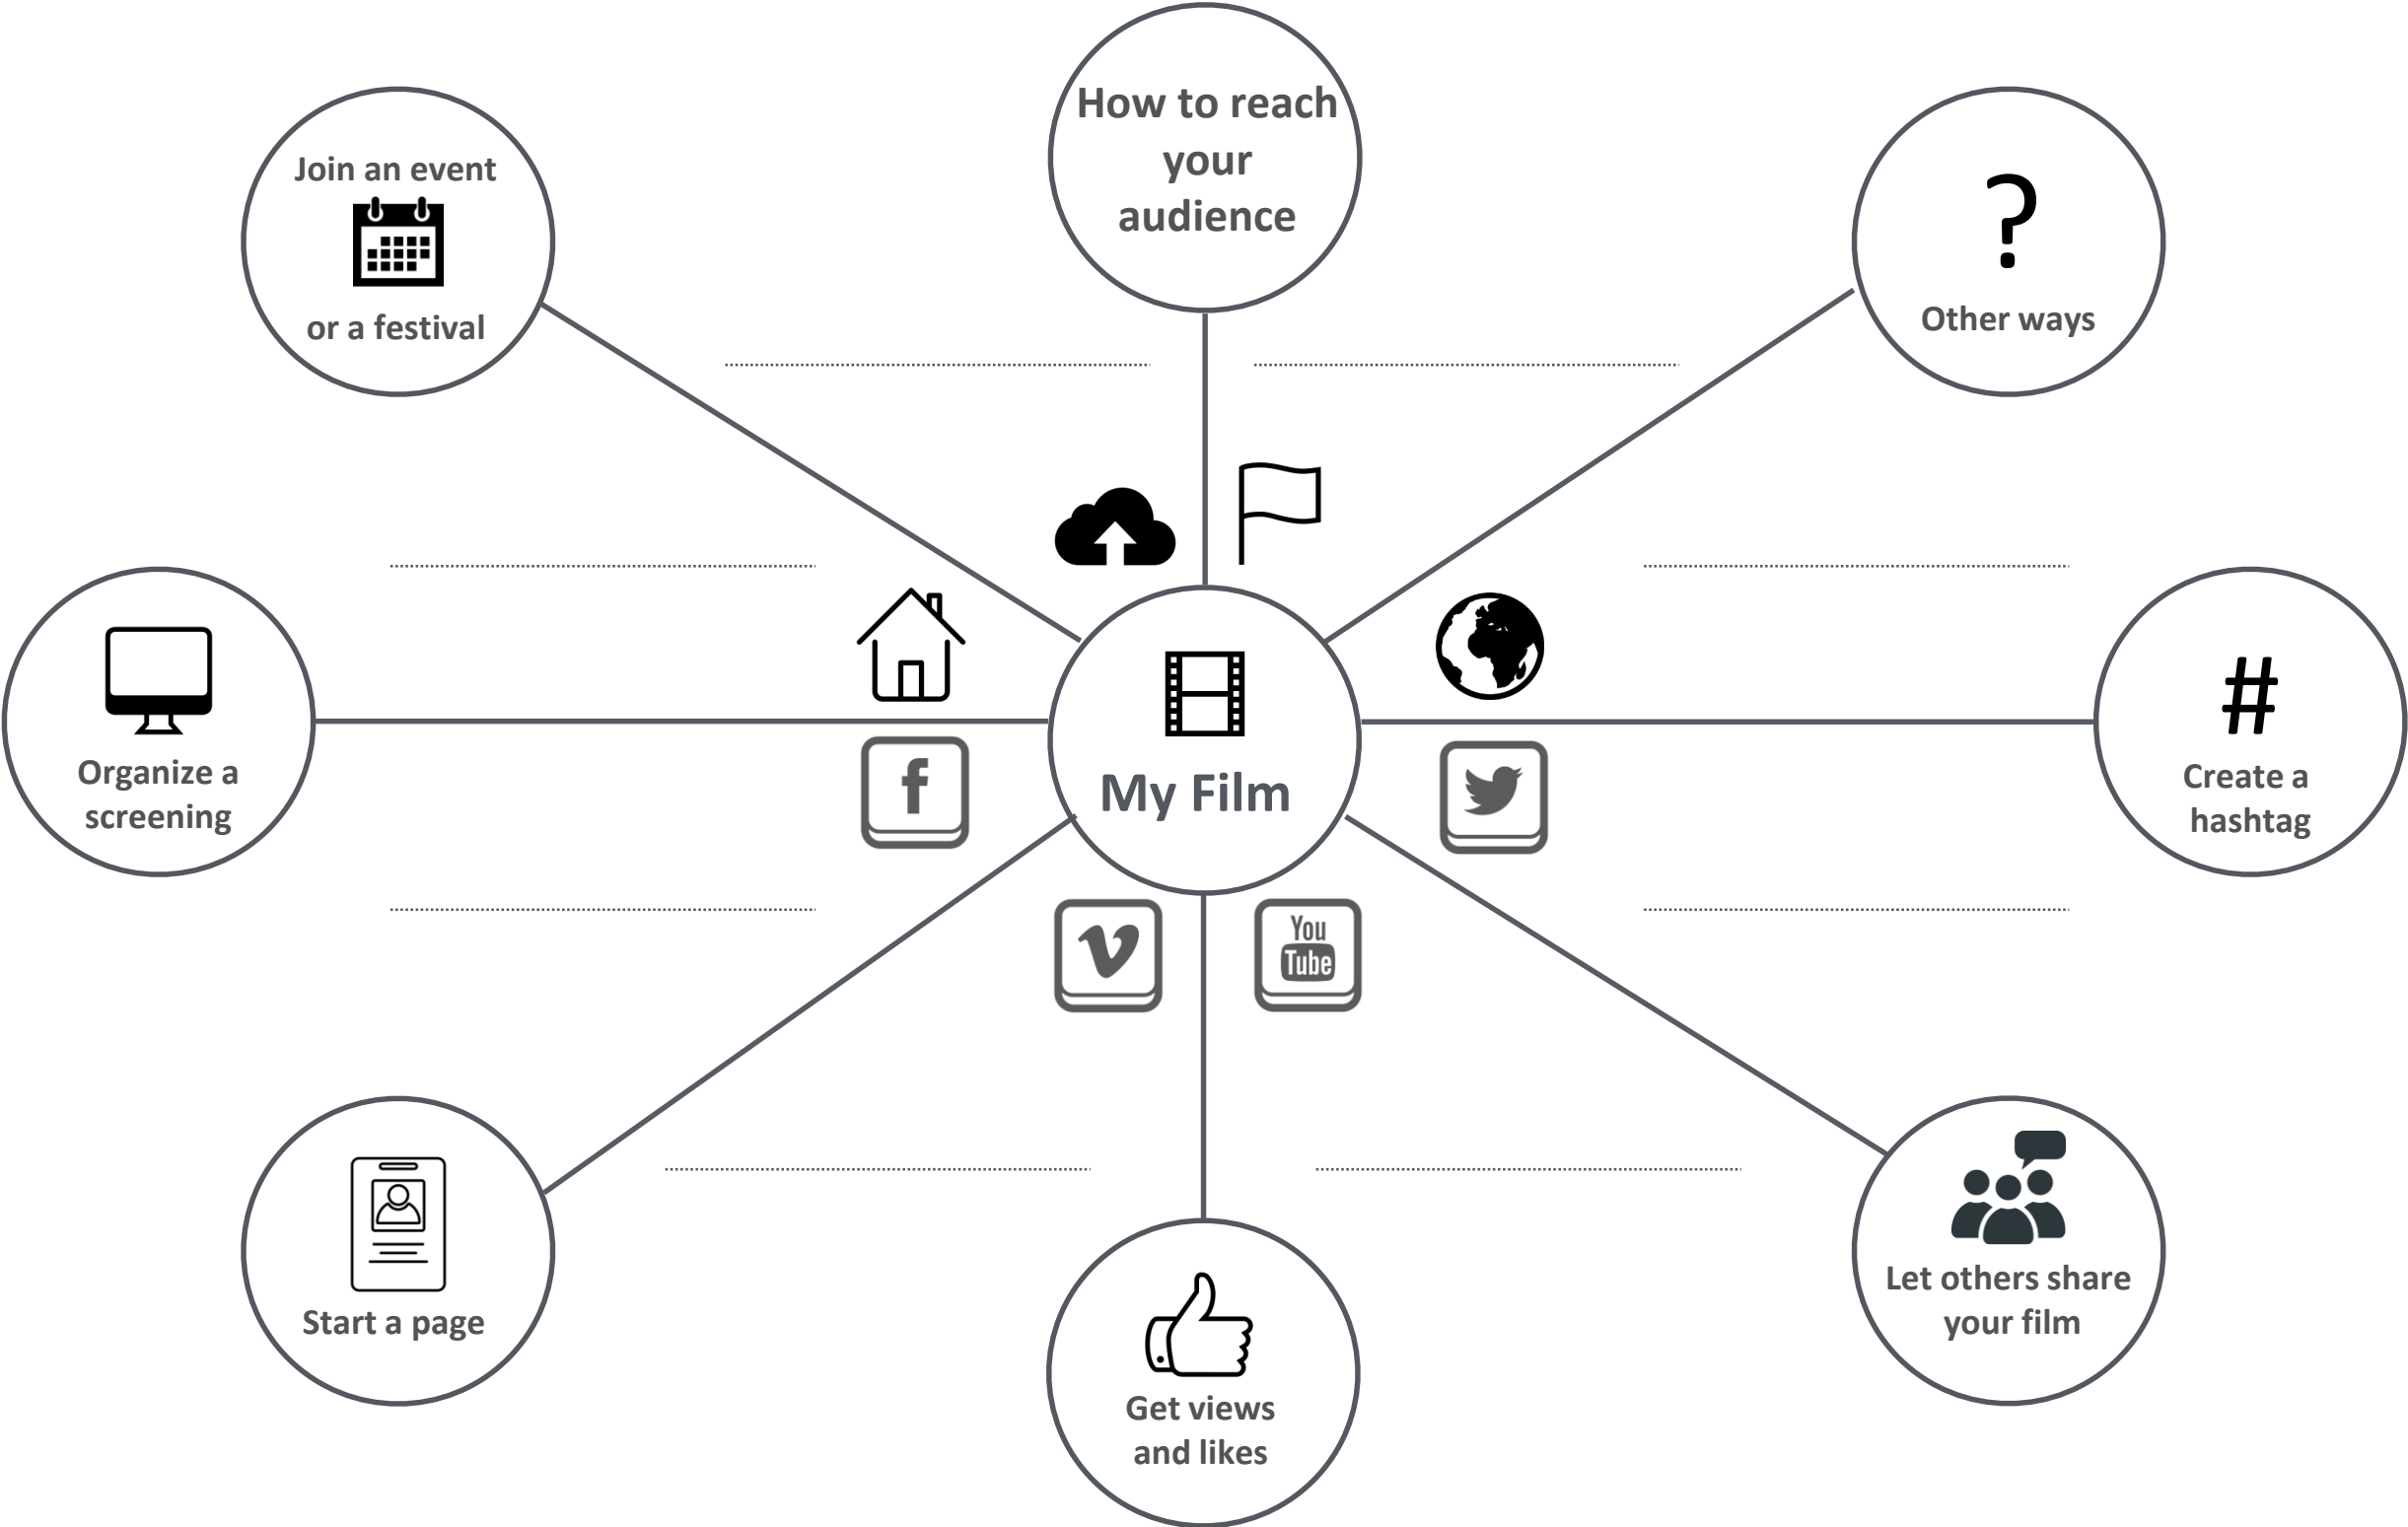 How to reach
your
audience
Join an event
or a festival
?
Other ways
Organize a
screening
f
My Film
#
Create a
hashtag
You
Tube
Start a page
Let others share
your film
Get views
and likes